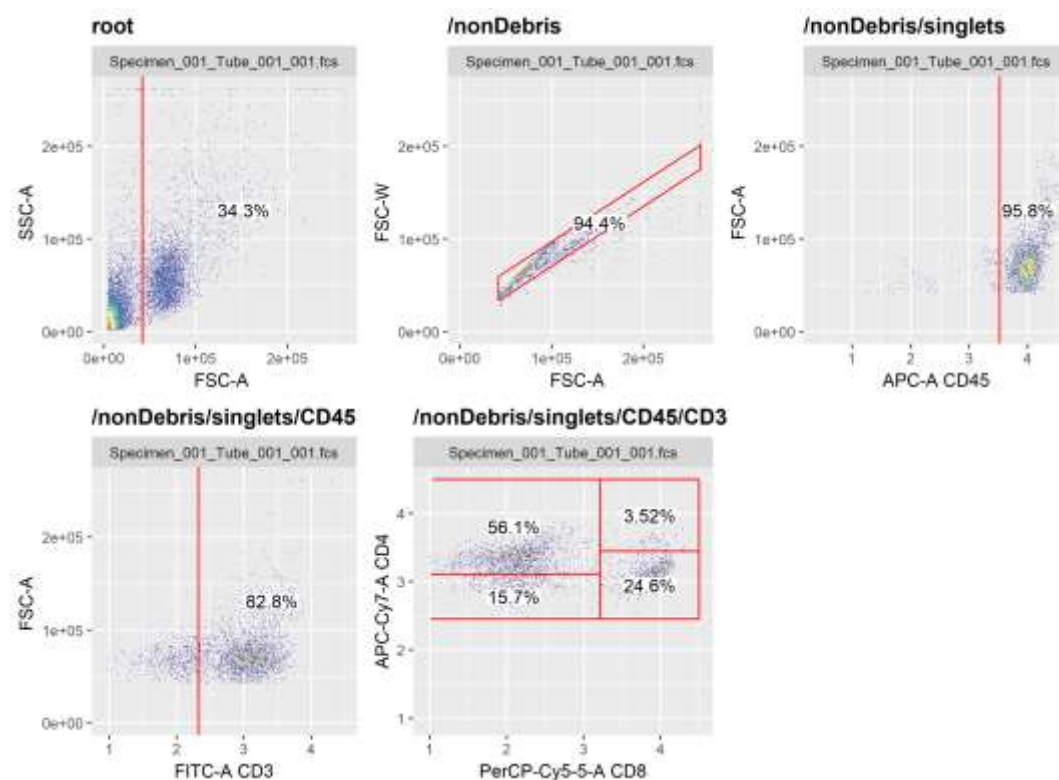 root
Specimen_001_Tube_001_001.fcs
SSC-A
2e+05
1e+05
0e+00
34.3%
0e+00 1e+05 2e+05
FSC-A
/nonDebris
Specimen_001_Tube_001_001.fcs
FSC-W
2e+05
1e+05
0e+00
94.4%
0e+00 1e+05 2e+05
FSC-A
/nonDebris/singlets
Specimen_001_Tube_001_001.fcs
FSC-A
2e+05
1e+05
0e+00
95.8%
1 2 3 4
APC-A CD45
/nonDebris/singlets/CD45
Specimen_001_Tube_001_001.fcs
FSC-A
2e+05
1e+05
0e+00
82.8%
1 2 3 4
FITC-A CD3
/nonDebris/singlets/CD45/CD3
Specimen_001_Tube_001_001.fcs
APC-Cy7-A CD4
4
3
2
1
56.1%
3.52%
15.7%
24.6%
1 2 3 4
PerCP-Cy5-5-A CD8